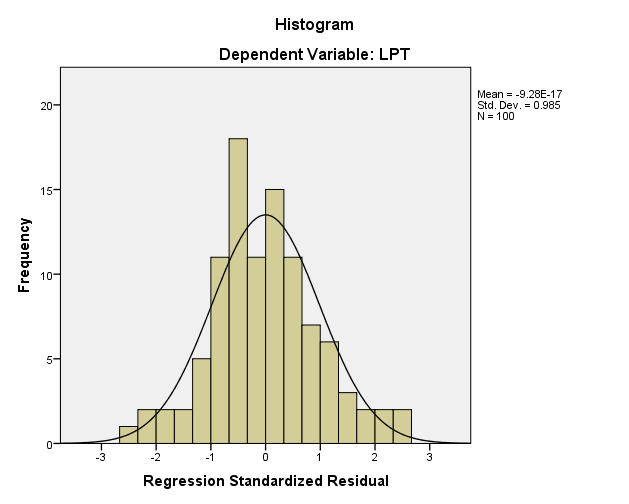 Histogram
Dependent Variable: LPT
Mean = -9.28E-17
Std. Dev. = 0.985
N = 100
20
15
10
5
0
Frequency
-3 -2 -1 0 1 2 3
Regression Standardized Residual